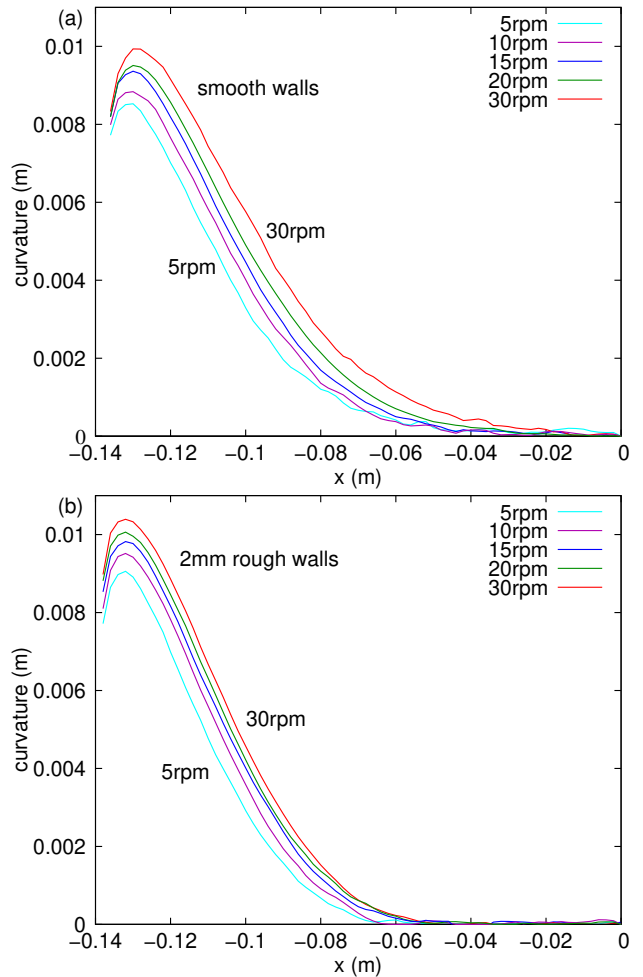 (a)
5rpm
10rpm
15rpm
20rpm
30rpm
smooth walls
30rpm
5rpm
curvature (m)
0.01
0.008
0.006
0.004
0.002
0
−0.14 −0.12 −0.1 −0.08 −0.06 −0.04 −0.02 0
x (m)
(b)
5rpm
10rpm
15rpm
20rpm
30rpm
2mm rough walls
30rpm
5rpm
curvature (m)
0.01
0.008
0.006
0.004
0.002
0
−0.14 −0.12 −0.1 −0.08 −0.06 −0.04 −0.02 0
x (m)